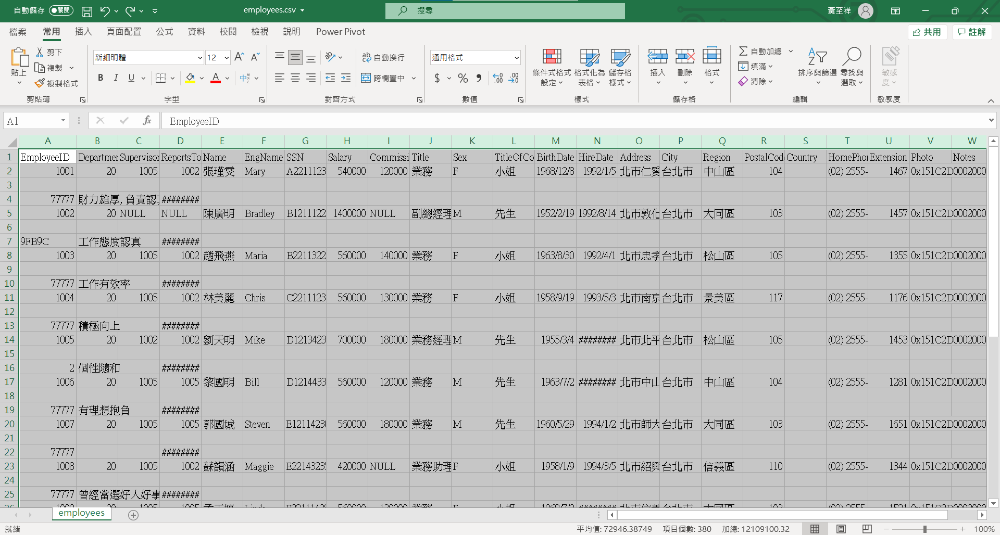 自動儲存 關閉 employees.csv 搜尋 黃至祥
檔案 常用 插入 頁面配置 公式 資料 校閱 檢視 說明 Power Pivot 共用 註解
貼上 剪下 複製 複製格式 剪貼簿
新細明體 12 A A B I U A 中 字型
ab 自動換行 跨欄置中 對齊方式
通用格式 $ % 數值
條件式格式設定 格式化為表格 儲存格樣式 樣式
插入 刪除 格式 儲存格
自動加總 填滿 清除 排序與篩選 尋找與選取 編輯
敏感度 敏感度
A1 fx EmployeeID
A B C D E F G H I J K L M N O P Q R S T U V W
1 EmployeeID Departmen Supervisor ReportsTo Name EngName SSN Salary Commissi Title Sex TitleOfCo BirthDate HireDate Address City Region PostalCod Country HomePhon Extension Photo Notes
2 1001 20 1005 1002 張瑾雯 Mary A2211123 540000 120000 業務 F 小姐 1968/12/8 1992/1/5 北市仁愛 台北市 中山區 104 (02) 2555- 1467 0x151C2D0002000
3
4 77777 財力雄厚, 負責認真 ########
5 1002 20 NULL NULL 陳廣明 Bradley B1211122 1400000 NULL 副總經理 M 先生 1952/2/19 1992/8/14 北市敦化 台北市 大同區 103 (02) 2555- 1457 0x151C2D0002000
6
7 9FB9C 工作態度認真 ########
8 1003 20 1005 1002 趙飛燕 Maria B2211322 560000 140000 業務 F 小姐 1963/8/30 1992/4/1 北市忠孝 台北市 松山區 105 (02) 2555- 1355 0x151C2D0002000
9
10 77777 工作有效率 ########
11 1004 20 1005 1002 林美麗 Chris C2211123 560000 130000 業務 F 小姐 1958/9/19 1993/5/3 北市南京 台北市 景美區 117 (02) 2555- 1176 0x151C2D0002000
12
13 77777 積極向上 ########
14 1005 20 1002 1002 劉天明 Mike D1213423 700000 180000 業務經理 M 先生 1955/3/4 ######## 北市北平 台北市 松山區 105 (02) 2555- 1453 0x151C2D0002000
15
16 2 個性隨和 ########
17 1006 20 1005 1005 黎國明 Bill D1214433 560000 120000 業務 M 先生 1963/7/2 ######## 北市中山 台北市 中山區 104 (02) 2555- 1281 0x151C2D0002000
18
19 77777 有理想抱負 ########
20 1007 20 1005 1005 郭國城 Steven E12114230 560000 180000 業務 M 先生 1960/5/29 1994/1/2 北市師大 台北市 大同區 103 (02) 2555- 1651 0x151C2D0002000
21
22 77777 ########
23 1008 20 1005 1002 蘇韻涵 Maggie E2214323 420000 NULL 業務助理 F 小姐 1958/1/9 1994/3/5 北市紹興 台北市 信義區 110 (02) 2555- 1344 0x151C2D0002000
24
25 77777 曾經當選好人好事 ########
employees
就緒 平均值: 72946.38749 項目個數: 380 加總: 12109100.32 100%